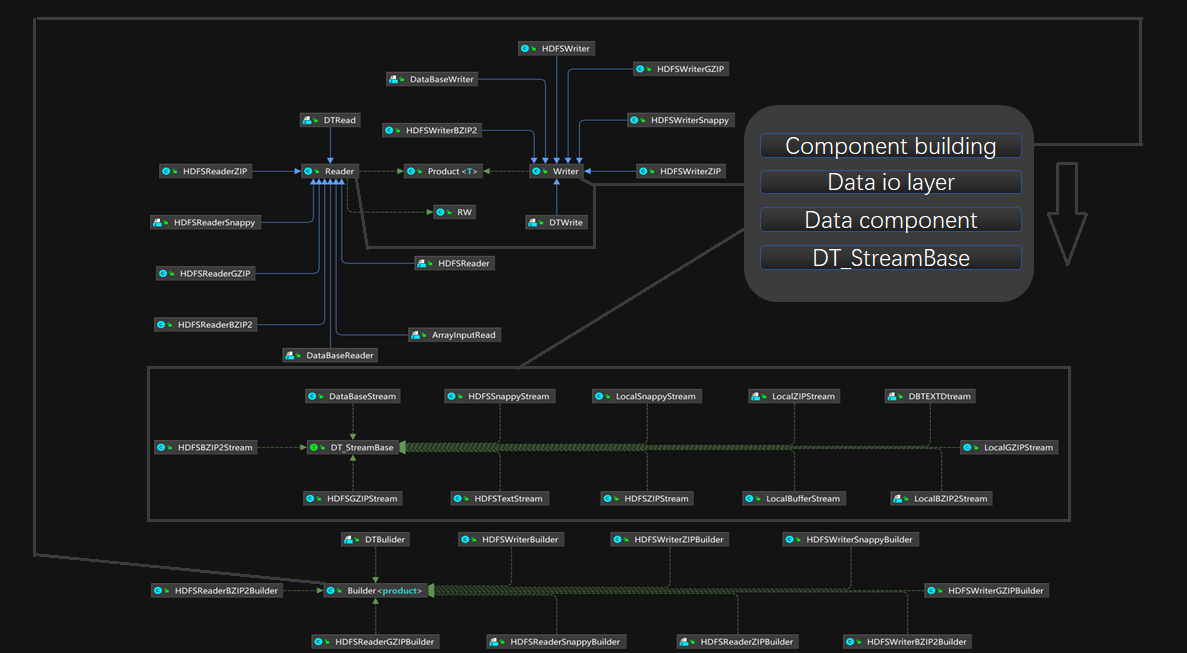 HDFSWriter
HDFSWriterGZIP
DataBaseWriter
DTRead
HDFSWriterBZIP2
HDFSWriterSnappy
Component building
HDFSReaderZIP
Reader
Product <T>
Writer
HDFSWriterZIP
Data io layer
HDFSReaderSnappy
RW
DTWrite
Data component
HDFSReader
DT_StreamBase
HDFSReaderGZIP
HDFSReaderBZIP2
ArrayInputRead
DataBaseReader
DataBaseStream
HDFSSnappyStream
LocalSnappyStream
LocalZIPStream
DBTEXTDtream
HDFSBZIP2Stream
DT_StreamBase
LocalGZIPStream
HDFSGZIPStream
HDFSTextStream
HDFSZIPStream
LocalBufferStream
LocalBZIP2Stream
DTBulider
HDFSWriterBuilder
HDFSWriterZIPBuilder
HDFSWriterSnappyBuilder
HDFSReaderBZIP2Builder
Builder<product>
HDFSWriterGZIPBuilder
HDFSReaderGZIPBuilder
HDFSReaderSnappyBuilder
HDFSReaderZIPBuilder
HDFSWriterBZIP2Builder